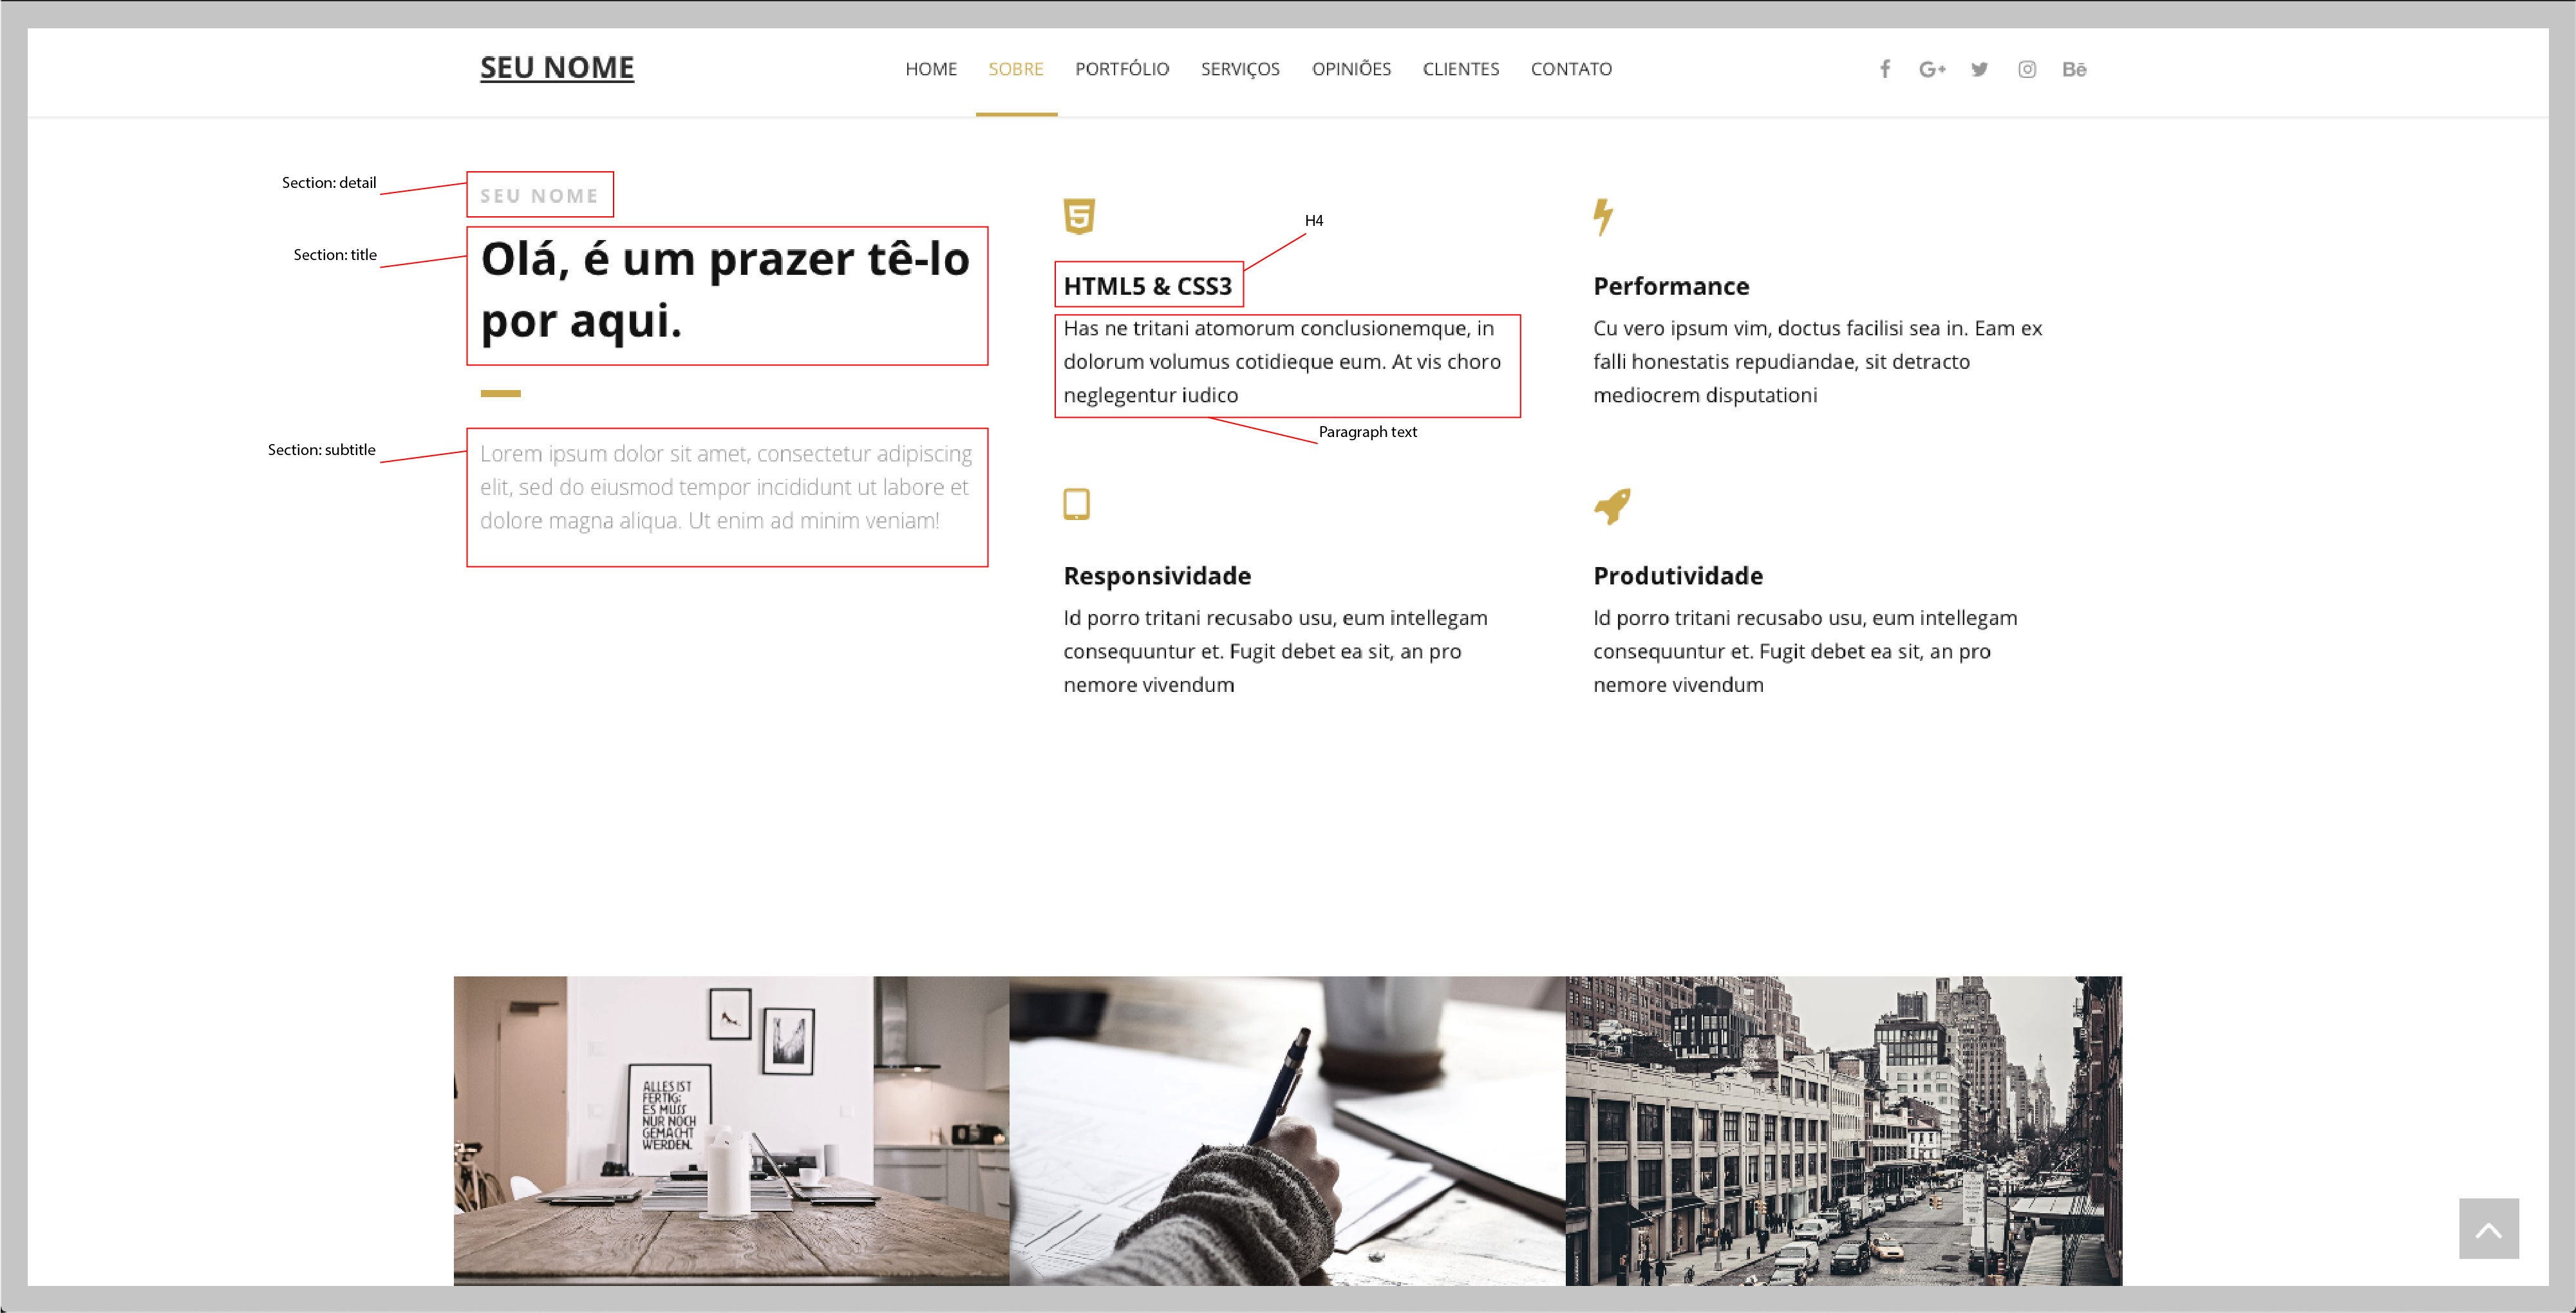 SEU NOME
HOME SOBRE PORTFÓLIO SERVIÇOS OPINIÕES CLIENTES CONTATO
G+ Bē
Section: detail
SEU NOME
Section: title
Olá, é um prazer tê-lo
por aqui.
Section: subtitle
Lorem ipsum dolor sit amet, consectetur adipiscing
elit, sed do eiusmod tempor incididunt ut labore et
dolore magna aliqua. Ut enim ad minim veniam!
H4
HTML5 & CSS3
Has ne tritani atomorum conclusionemque, in
dolorum volumus cotidieque eum. At vis choro
neglegentur iudico
Paragraph text
Performance
Cu vero ipsum vim, doctus facilisi sea in. Eam ex
falli honestatis repudiandae, sit detracto
mediocrem disputationi
Responsividade
Id porro tritani recusabo usu, eum intellegam
consequuntur et. Fugit debet ea sit, an pro
nemore vivendum
Produtividade
Id porro tritani recusabo usu, eum intellegam
consequuntur et. Fugit debet ea sit, an pro
nemore vivendum
ALLES IST
FERTIG:
ES MUSS
NUR NOCH
GEMACHT
WERDEN.